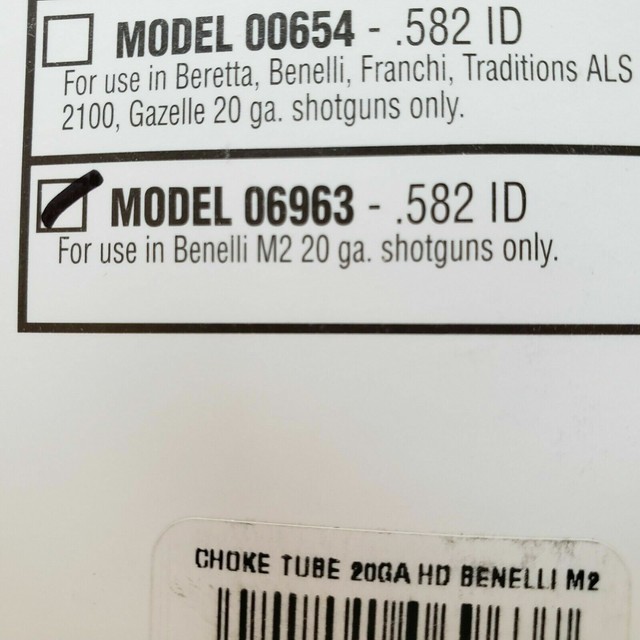 MODEL 00654 - .582 ID
For use in Beretta, Benelli, Franchi, Traditions ALS
2100, Gazelle 20 ga. shotguns only.
MODEL 06963 - .582 ID
For use in Benelli M2 20 ga. shotguns only.
CHOKE TUBE 20GA HD BENELLI M2